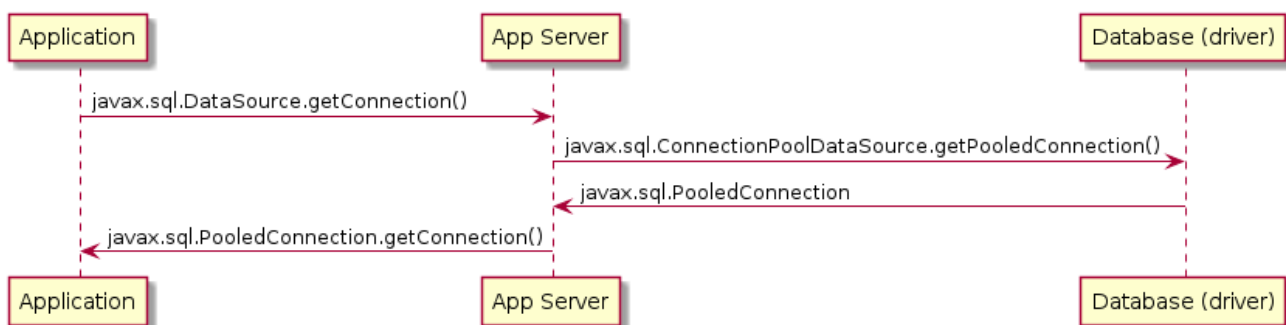 Application
App Server
Database (driver)
javax.sql.DataSource.getConnection()
javax.sql.ConnectionPoolDataSource.getPooledConnection()
javax.sql.PooledConnection
javax.sql.PooledConnection.getConnection()
Application
App Server
Database (driver)